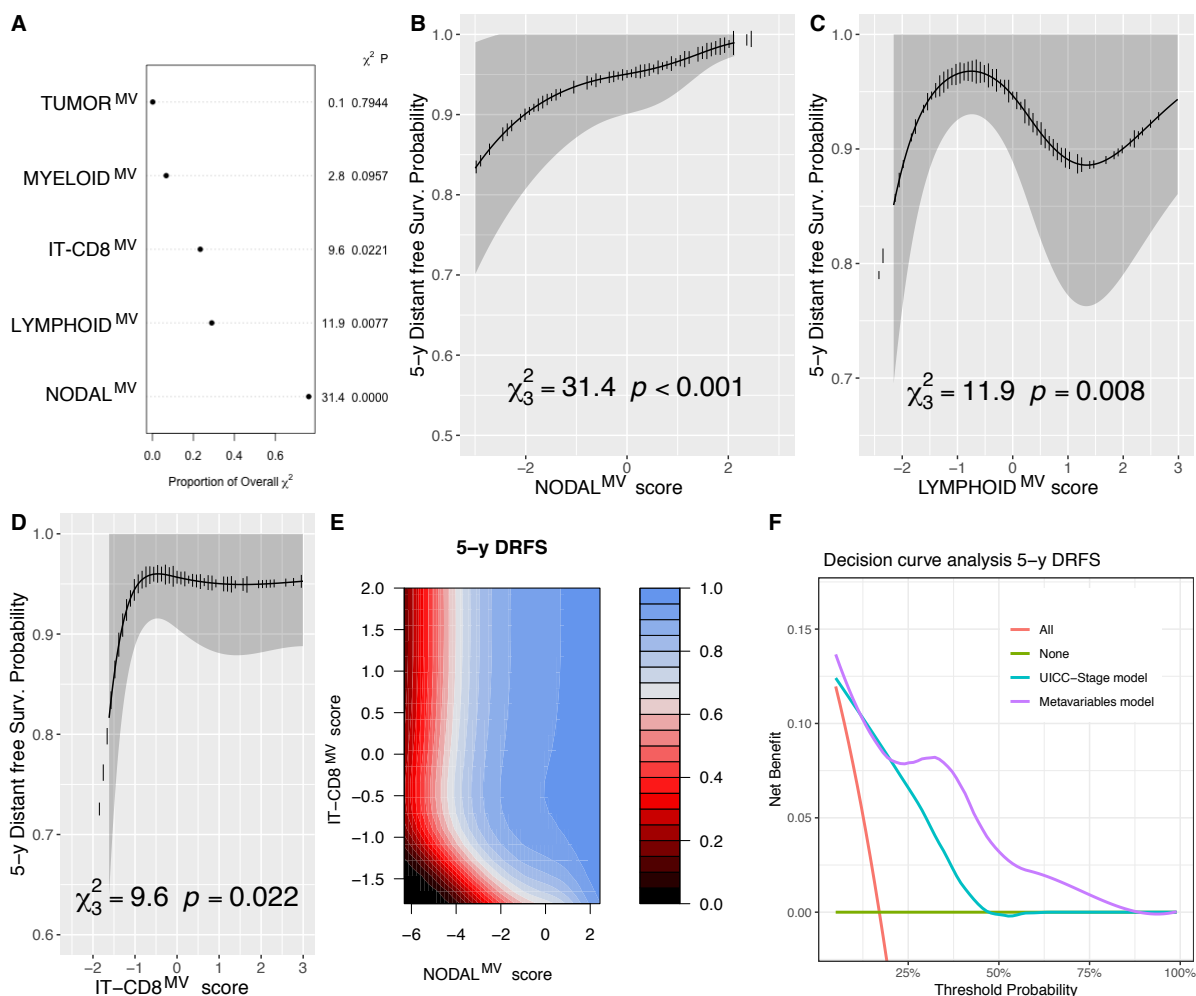 A
χ² P
TUMOR MV 0.1 0.7944
MYELOID MV 2.8 0.0957
IT-CD8 MV 9.6 0.0221
LYMPHOID MV 11.9 0.0077
NODAL MV 31.4 0.0000
0.0 0.2 0.4 0.6
Proportion of Overall χ²
B
5−y Distant free Surv. Probability
1.0
0.9
0.8
0.7
0.6
0.5
χ²₃ = 31.4 p < 0.001
−2 0 2
NODAL MV score
C
5−y Distant free Surv. Probability
1.0
0.9
0.8
0.7
χ²₃ = 11.9 p = 0.008
−2 −1 0 1 2 3
LYMPHOID MV score
D
5−y Distant free Surv. Probability
1.0
0.9
0.8
0.7
0.6
χ²₃ = 9.6 p = 0.022
−2 −1 0 1 2 3
IT−CD8 MV score
E
5−y DRFS
IT−CD8 MV score
2.0
1.5
1.0
0.5
0.0
−0.5
−1.0
−1.5
−6 −4 −2 0 2
NODAL MV score
1.0
0.8
0.6
0.4
0.2
0.0
F
Decision curve analysis 5−y DRFS
Net Benefit
0.15
0.10
0.05
0.00
All
None
UICC−Stage model
Metavariables model
25% 50% 75% 100%
Threshold Probability